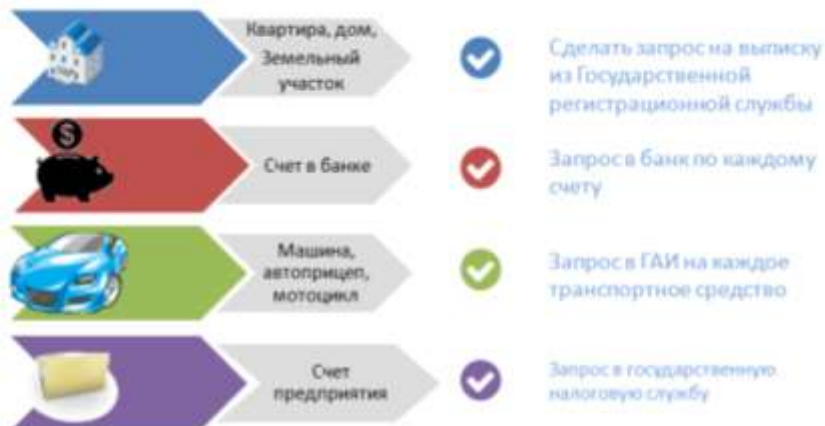 Квартира, дом,
Земельный
участок
Сделать запрос на выписку
из Государственной
регистрационной службы
$
Счет в банке
Запрос в банк по каждому
счету
Машина,
автоприцеп,
мотоцикл
Запрос в ГАИ на каждое
транспортное средство
Счет
предприятия
Запрос в государственную
налоговую службу